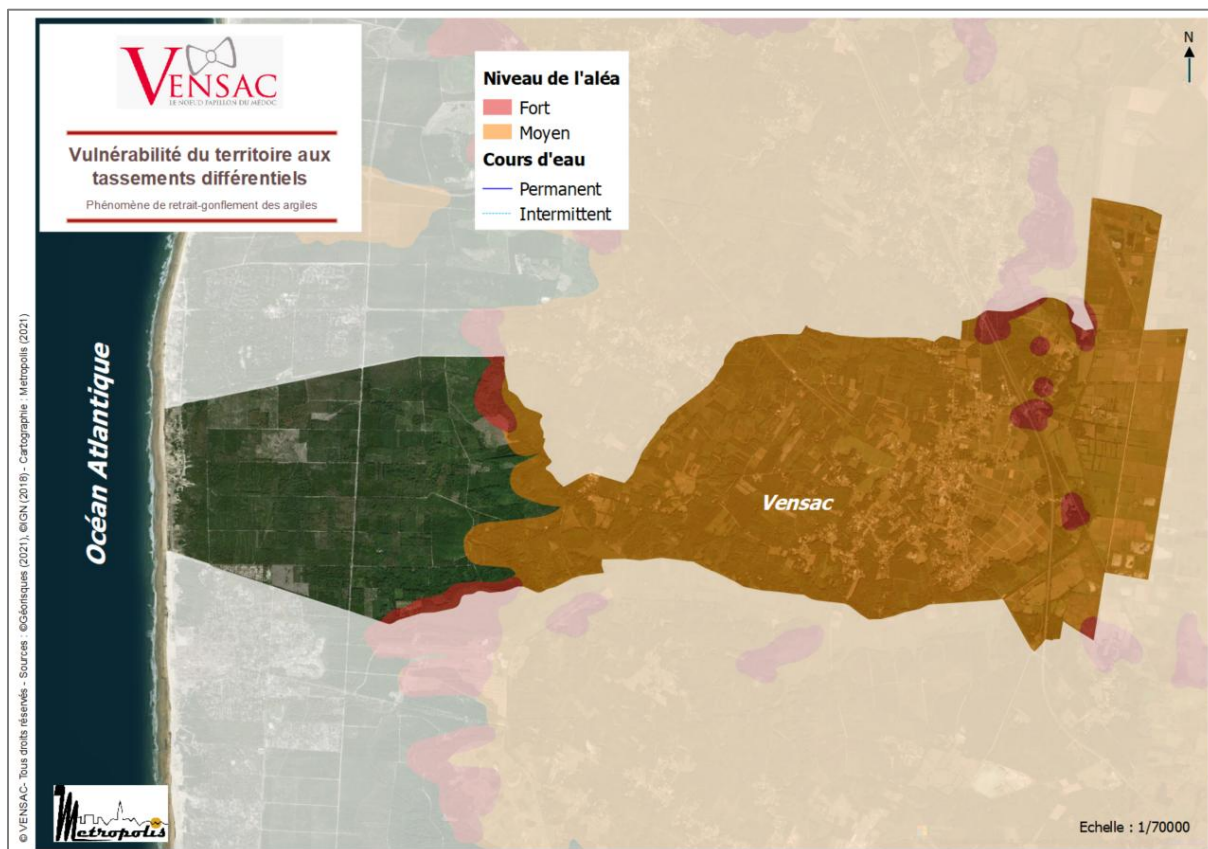 VENSAC
LE NOEUD PAPILLON DU MÉDOC
Vulnérabilité du territoire aux
tassements différentiels
Phénomène de retrait-gonflement des argiles
Niveau de l'aléa
Fort
Moyen
Cours d'eau
Permanent
Intermittent
N
Océan Atlantique
Vensac
© VENSAC- Tous droits réservés - Sources : ©Géorisques (2021), ©IGN (2018) - Cartographie : Metropolis (2021)
Metropolis
Echelle : 1/70000